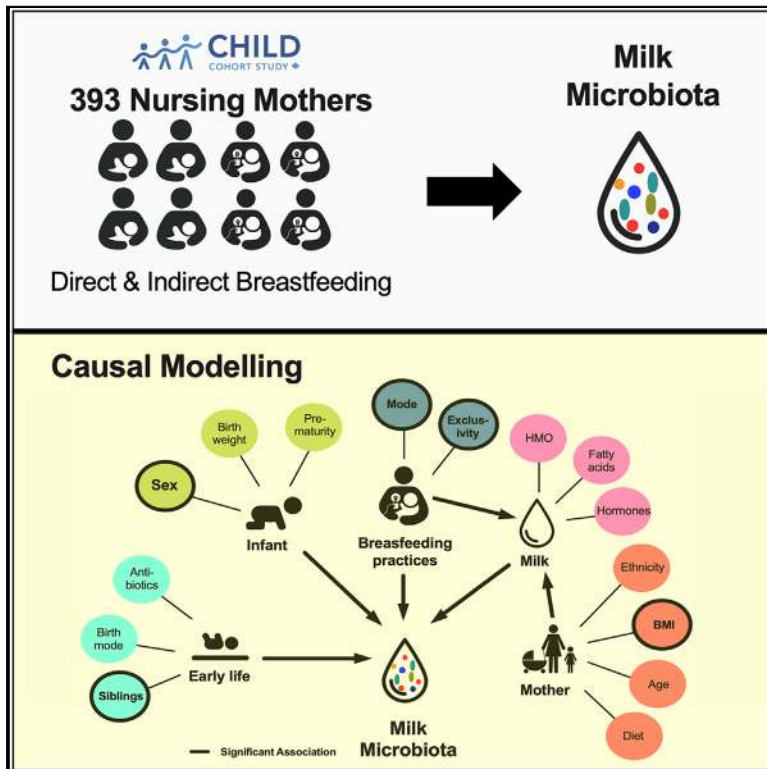 CHILD
COHORT STUDY
393 Nursing Mothers
Direct & Indirect Breastfeeding
Milk
Microbiota
Causal Modelling
Mode
Exclus-
ivity
Birth
weight
Pre-
maturity
Sex
Infant
Breasfeeding
practices
HMO
Fatty
acids
Hormones
Milk
Anti-
biotics
Birth
mode
Siblings
Early life
Milk
Microbiota
Ethnicity
BMI
Age
Diet
Mother
Significant Association